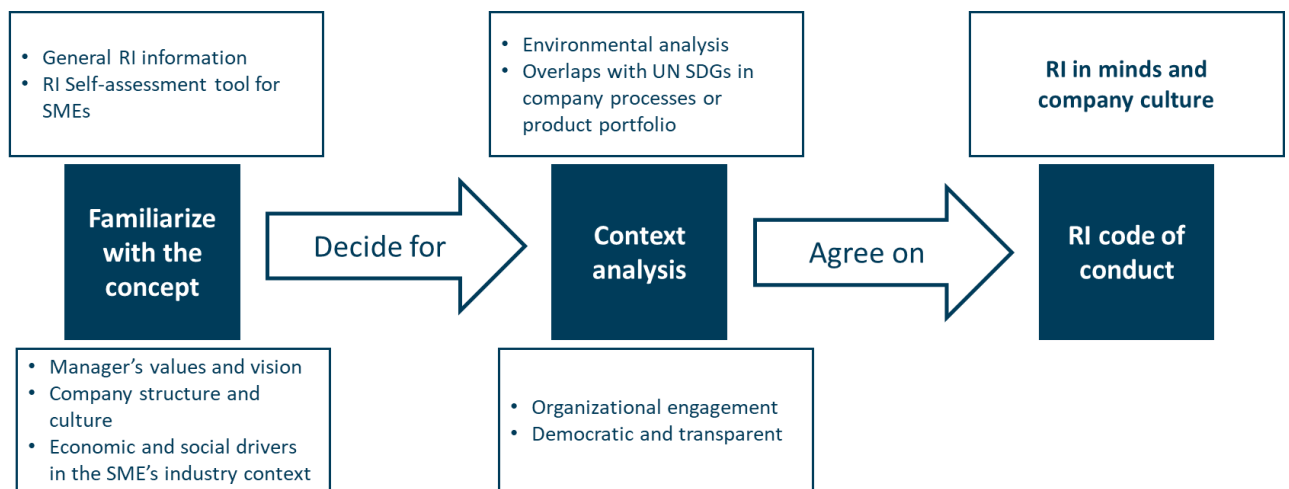 • General RI information
• RI Self-assessment tool for
SMEs
Familiarize
with the
concept
• Manager’s values and vision
• Company structure and
culture
• Economic and social drivers
in the SME’s industry context
Decide for
• Environmental analysis
• Overlaps with UN SDGs in
company processes or
product portfolio
Context
analysis
• Organizational engagement
• Democratic and transparent
Agree on
RI in minds and
company culture
RI code of
conduct